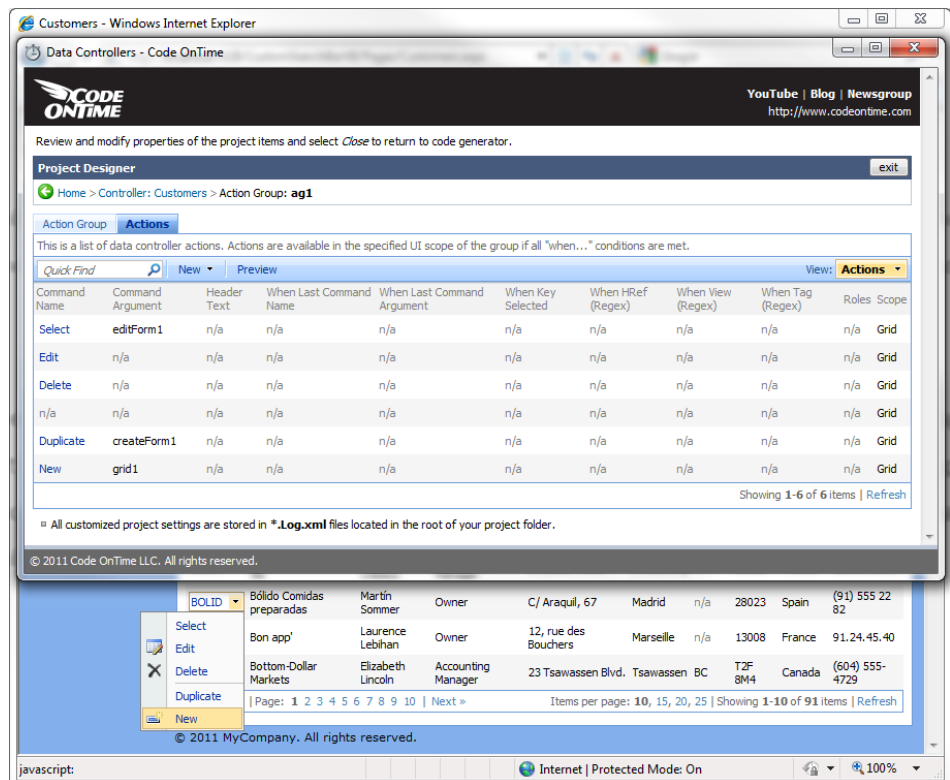 Customers - Windows Internet Explorer
Data Controllers - Code OnTime
CODE ONTIME
YouTube | Blog | Newsgroup
http://www.codeontime.com
Review and modify properties of the project items and select Close to return to code generator.
Project Designer exit
Home > Controller: Customers > Action Group: ag1
Action Group Actions
This is a list of data controller actions. Actions are available in the specified UI scope of the group if all "when..." conditions are met.
Quick Find New Preview View: Actions
Command Name Command Argument Header Text When Last Command Name When Last Command Argument When Key Selected When HRef (Regex) When View (Regex) When Tag (Regex) Roles Scope
Select editForm1 n/a n/a n/a n/a n/a n/a n/a n/a Grid
Edit n/a n/a n/a n/a n/a n/a n/a n/a n/a Grid
Delete n/a n/a n/a n/a n/a n/a n/a n/a n/a Grid
n/a n/a n/a n/a n/a n/a n/a n/a n/a n/a Grid
Duplicate createForm1 n/a n/a n/a n/a n/a n/a n/a n/a Grid
New grid1 n/a n/a n/a n/a n/a n/a n/a n/a Grid
Showing 1-6 of 6 items | Refresh
All customized project settings are stored in *.Log.xml files located in the root of your project folder.
© 2011 Code OnTime LLC. All rights reserved.
BOLID Bólido Comidas preparadas Martín Sommer Owner C/ Araquil, 67 Madrid n/a 28023 Spain (91) 555 22 82
Select
Edit
Delete
Duplicate
New
Bon app' Laurence Lebihan Owner 12, rue des Bouchers Marseille n/a 13008 France 91.24.45.40
Bottom-Dollar Markets Elizabeth Lincoln Accounting Manager 23 Tsawassen Blvd. Tsawassen BC T2F 8M4 Canada (604) 555-4729
| Page: 1 2 3 4 5 6 7 8 9 10 | Next » Items per page: 10, 15, 20, 25 | Showing 1-10 of 91 items | Refresh
© 2011 MyCompany. All rights reserved.
javascript: Internet | Protected Mode: On 100%